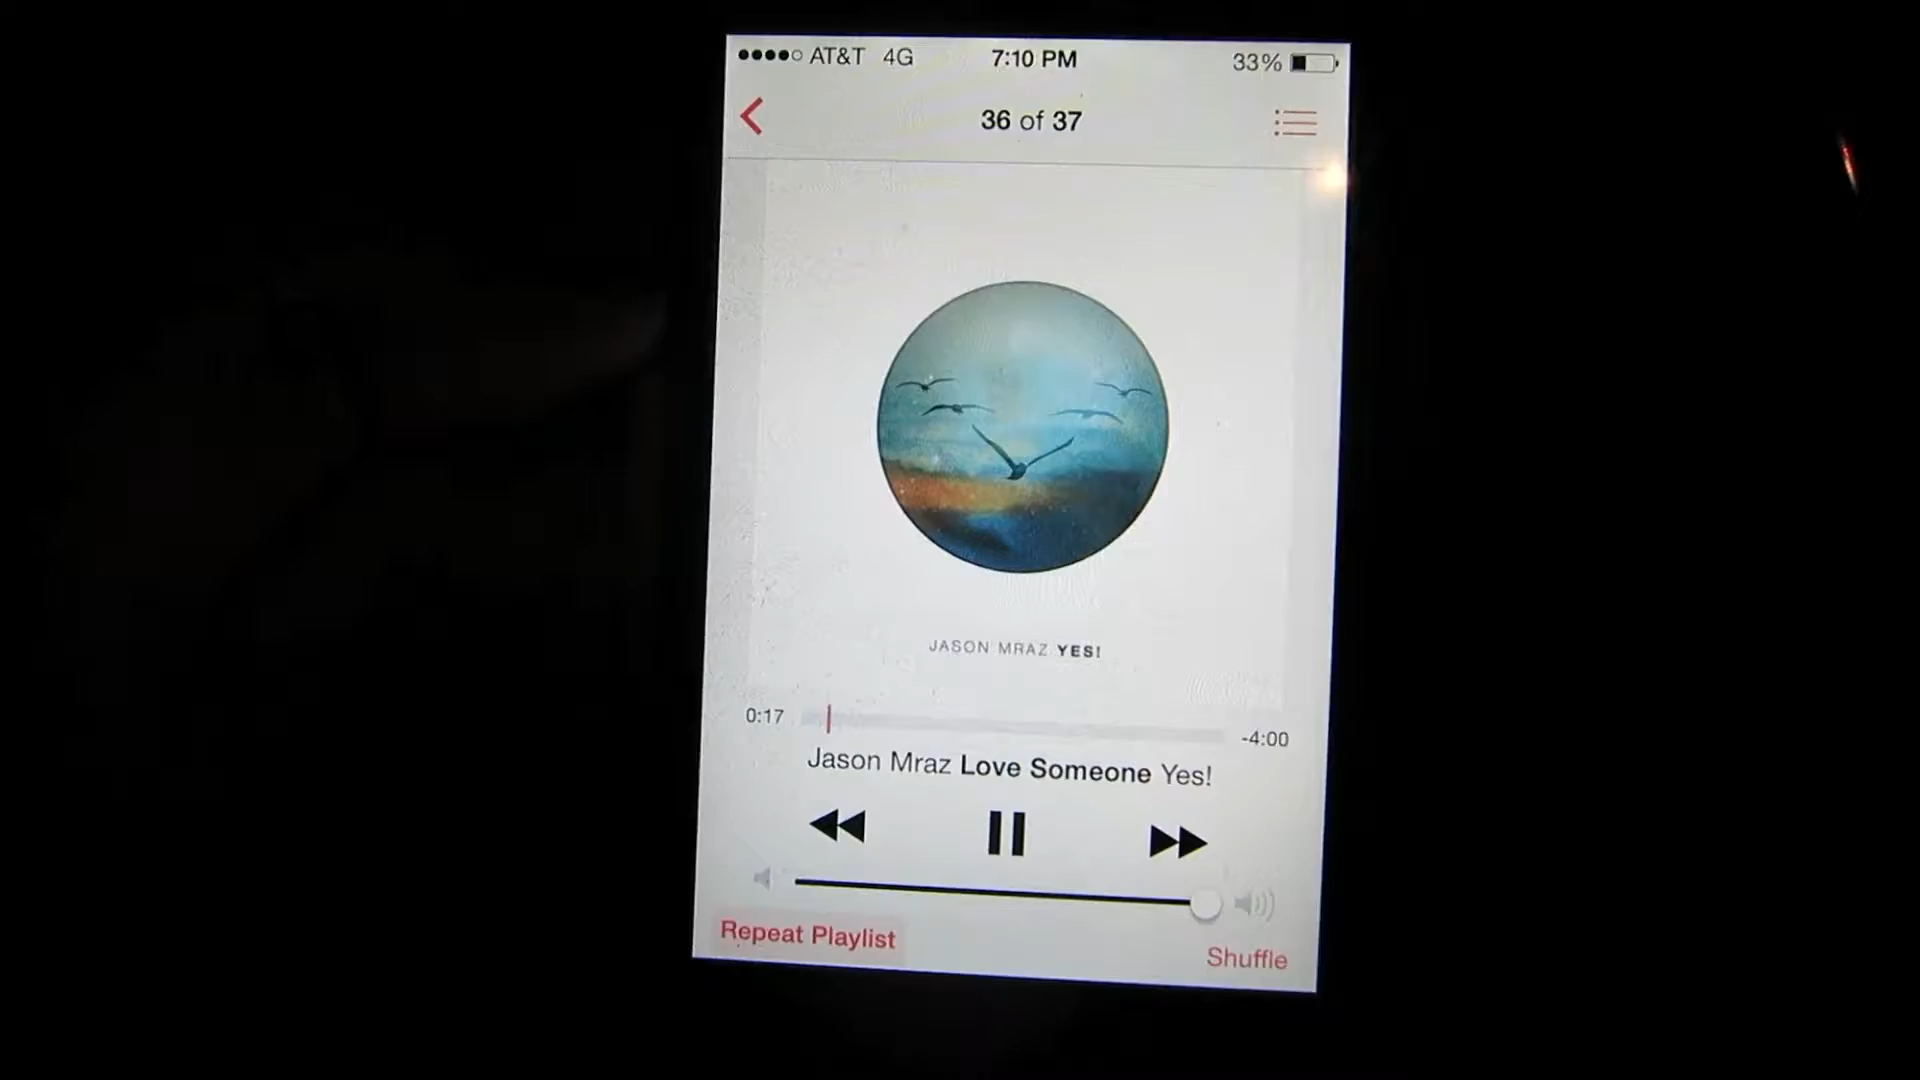 AT&T 4G 7:10 PM 33%
36 of 37
JASON MRAZ YES!
0:17 -4:00
Jason Mraz Love Someone Yes!
Repeat Playlist Shuffle